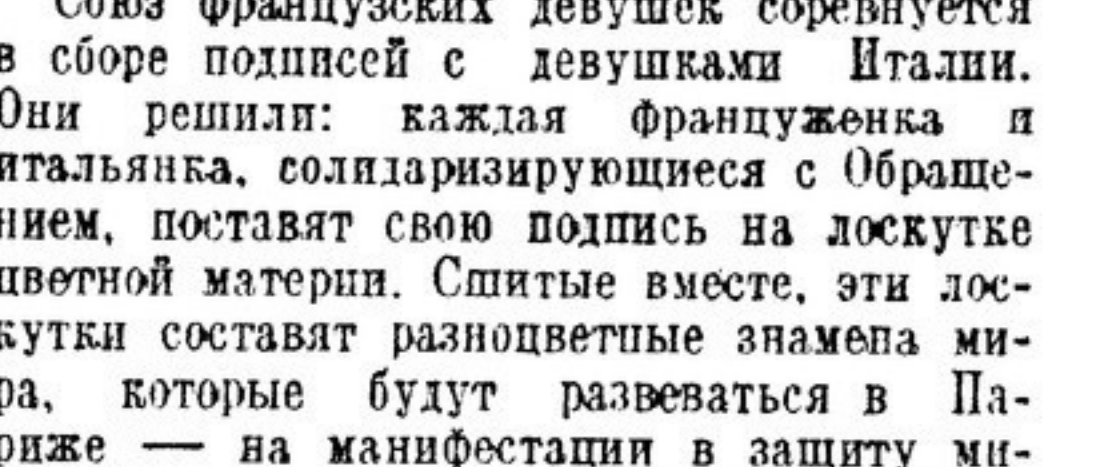 Союз французских девушек соревнуется
в сборе подписей с девушками Италии.
Они решили: каждая француженка и
итальянка, солидаризирующиеся с Обраще-
нием, поставят свою подпись на лоскутке
цветной материи. Сшитые вместе, эти лос-
кутки составят разноцветные знамена ми-
ра, которые будут развеваться в Па-
риже — на манифестации в защиту ми-